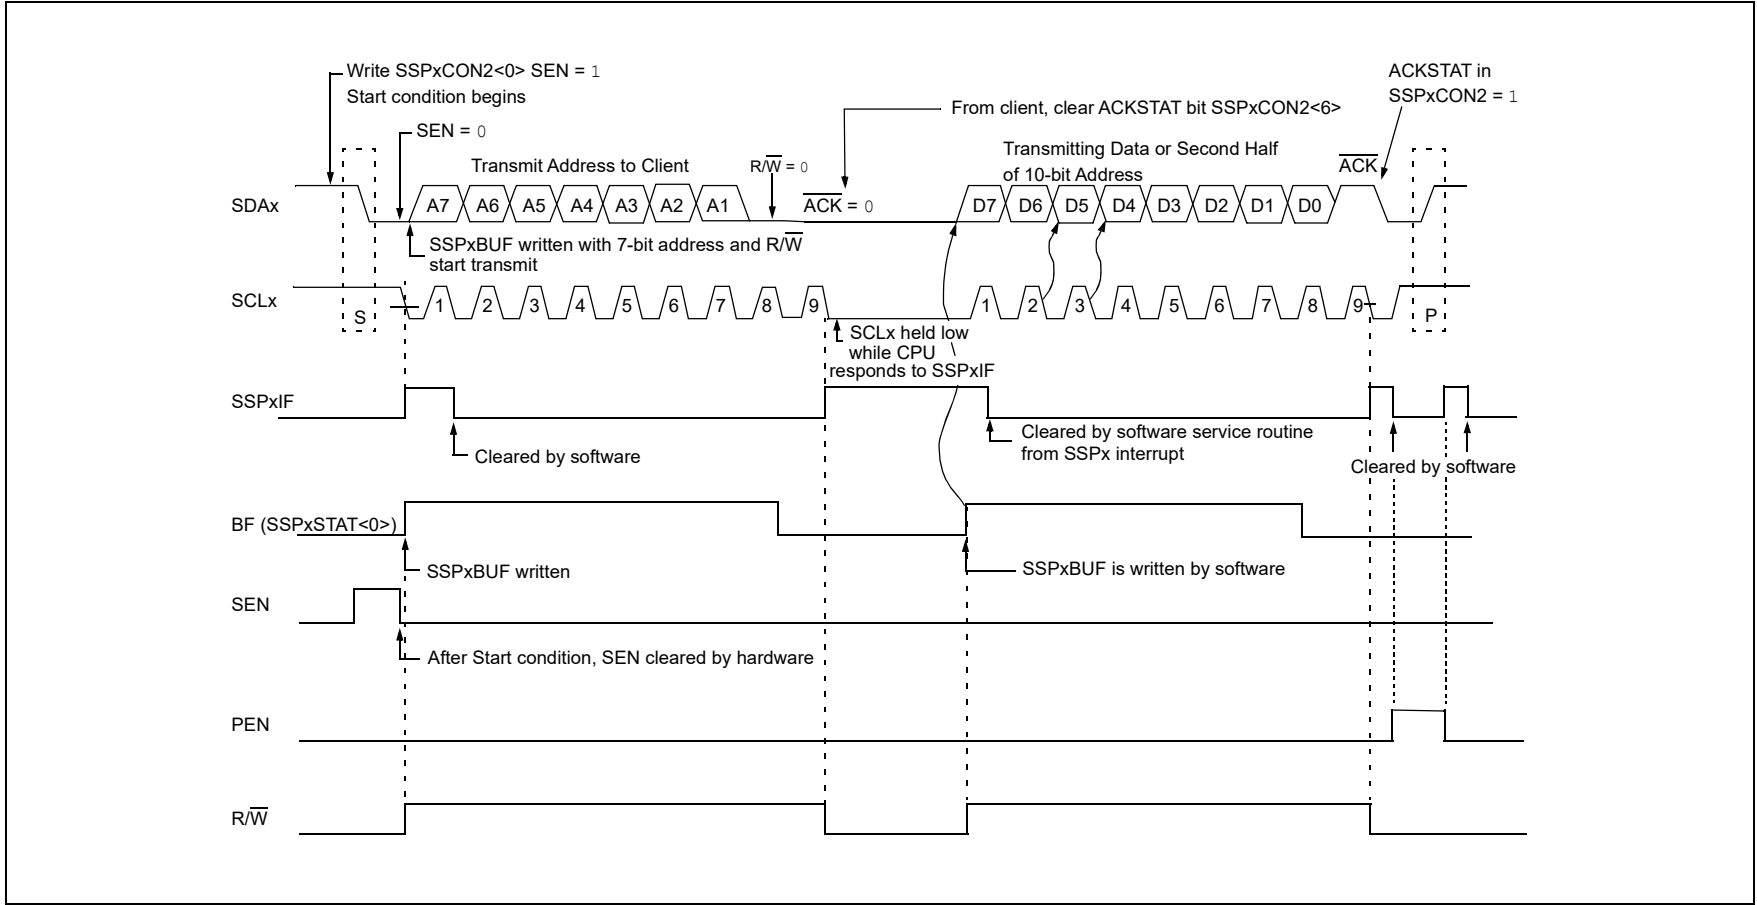 Write SSPxCON2<0> SEN = 1
Start condition begins
ACKSTAT in
SSPxCON2 = 1
From client, clear ACKSTAT bit SSPxCON2<6>
SEN = 0
Transmit Address to Client
R/W̅ = 0
Transmitting Data or Second Half
of 10-bit Address
A̅C̅K̅
SDAx
A7 A6 A5 A4 A3 A2 A1
A̅C̅K̅ = 0
D7 D6 D5 D4 D3 D2 D1 D0
SSPxBUF written with 7-bit address and R/W̅
start transmit
SCLx
S
1 2 3 4 5 6 7 8 9
1 2 3 4 5 6 7 8 9
P
SCLx held low
while CPU
responds to SSPxIF
SSPxIF
Cleared by software
Cleared by software service routine
from SSPx interrupt
Cleared by software
BF (SSPxSTAT<0>)
SSPxBUF written
SSPxBUF is written by software
SEN
After Start condition, SEN cleared by hardware
PEN
R/W̅